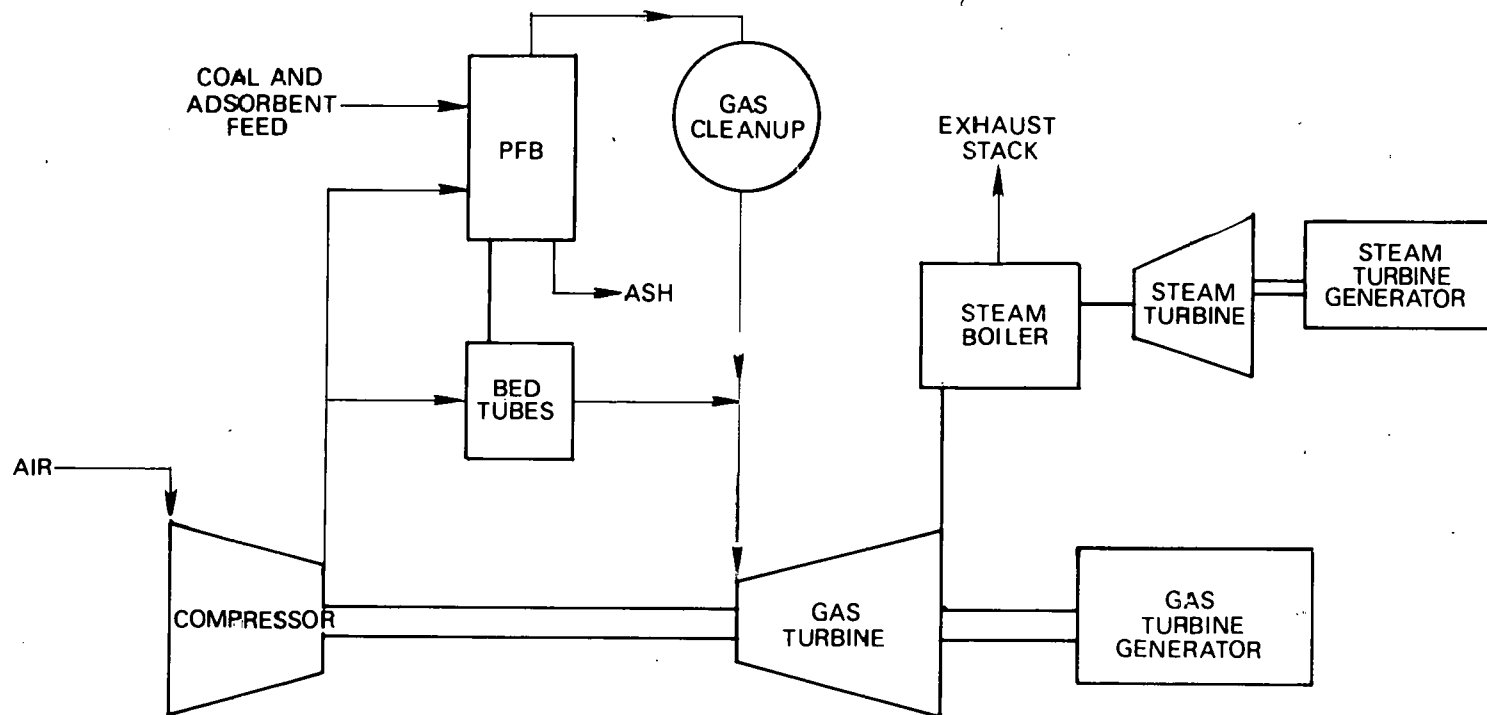 COAL AND
ADSORBENT
FEED
PFB
GAS
CLEANUP
EXHAUST
STACK
ASH
BED
TUBES
STEAM
BOILER
STEAM
TURBINE
STEAM
TURBINE
GENERATOR
AIR
COMPRESSOR
GAS
TURBINE
GAS
TURBINE
GENERATOR